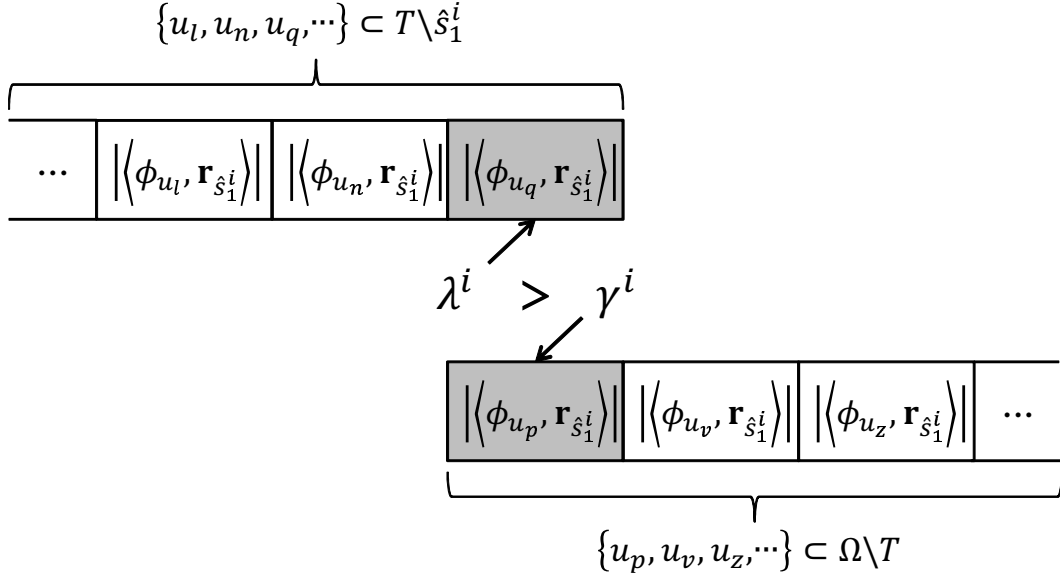 {u_l, u_n, u_q, ⋯} ⊂ T\ŝ_1^i
⋯ |⟨ϕ_{u_l}, 𝐫_{ŝ_1^i}⟩| |⟨ϕ_{u_n}, 𝐫_{ŝ_1^i}⟩| |⟨ϕ_{u_q}, 𝐫_{ŝ_1^i}⟩|
λ^i > γ^i
|⟨ϕ_{u_p}, 𝐫_{ŝ_1^i}⟩| |⟨ϕ_{u_v}, 𝐫_{ŝ_1^i}⟩| |⟨ϕ_{u_z}, 𝐫_{ŝ_1^i}⟩| ⋯
{u_p, u_v, u_z, ⋯} ⊂ Ω\T